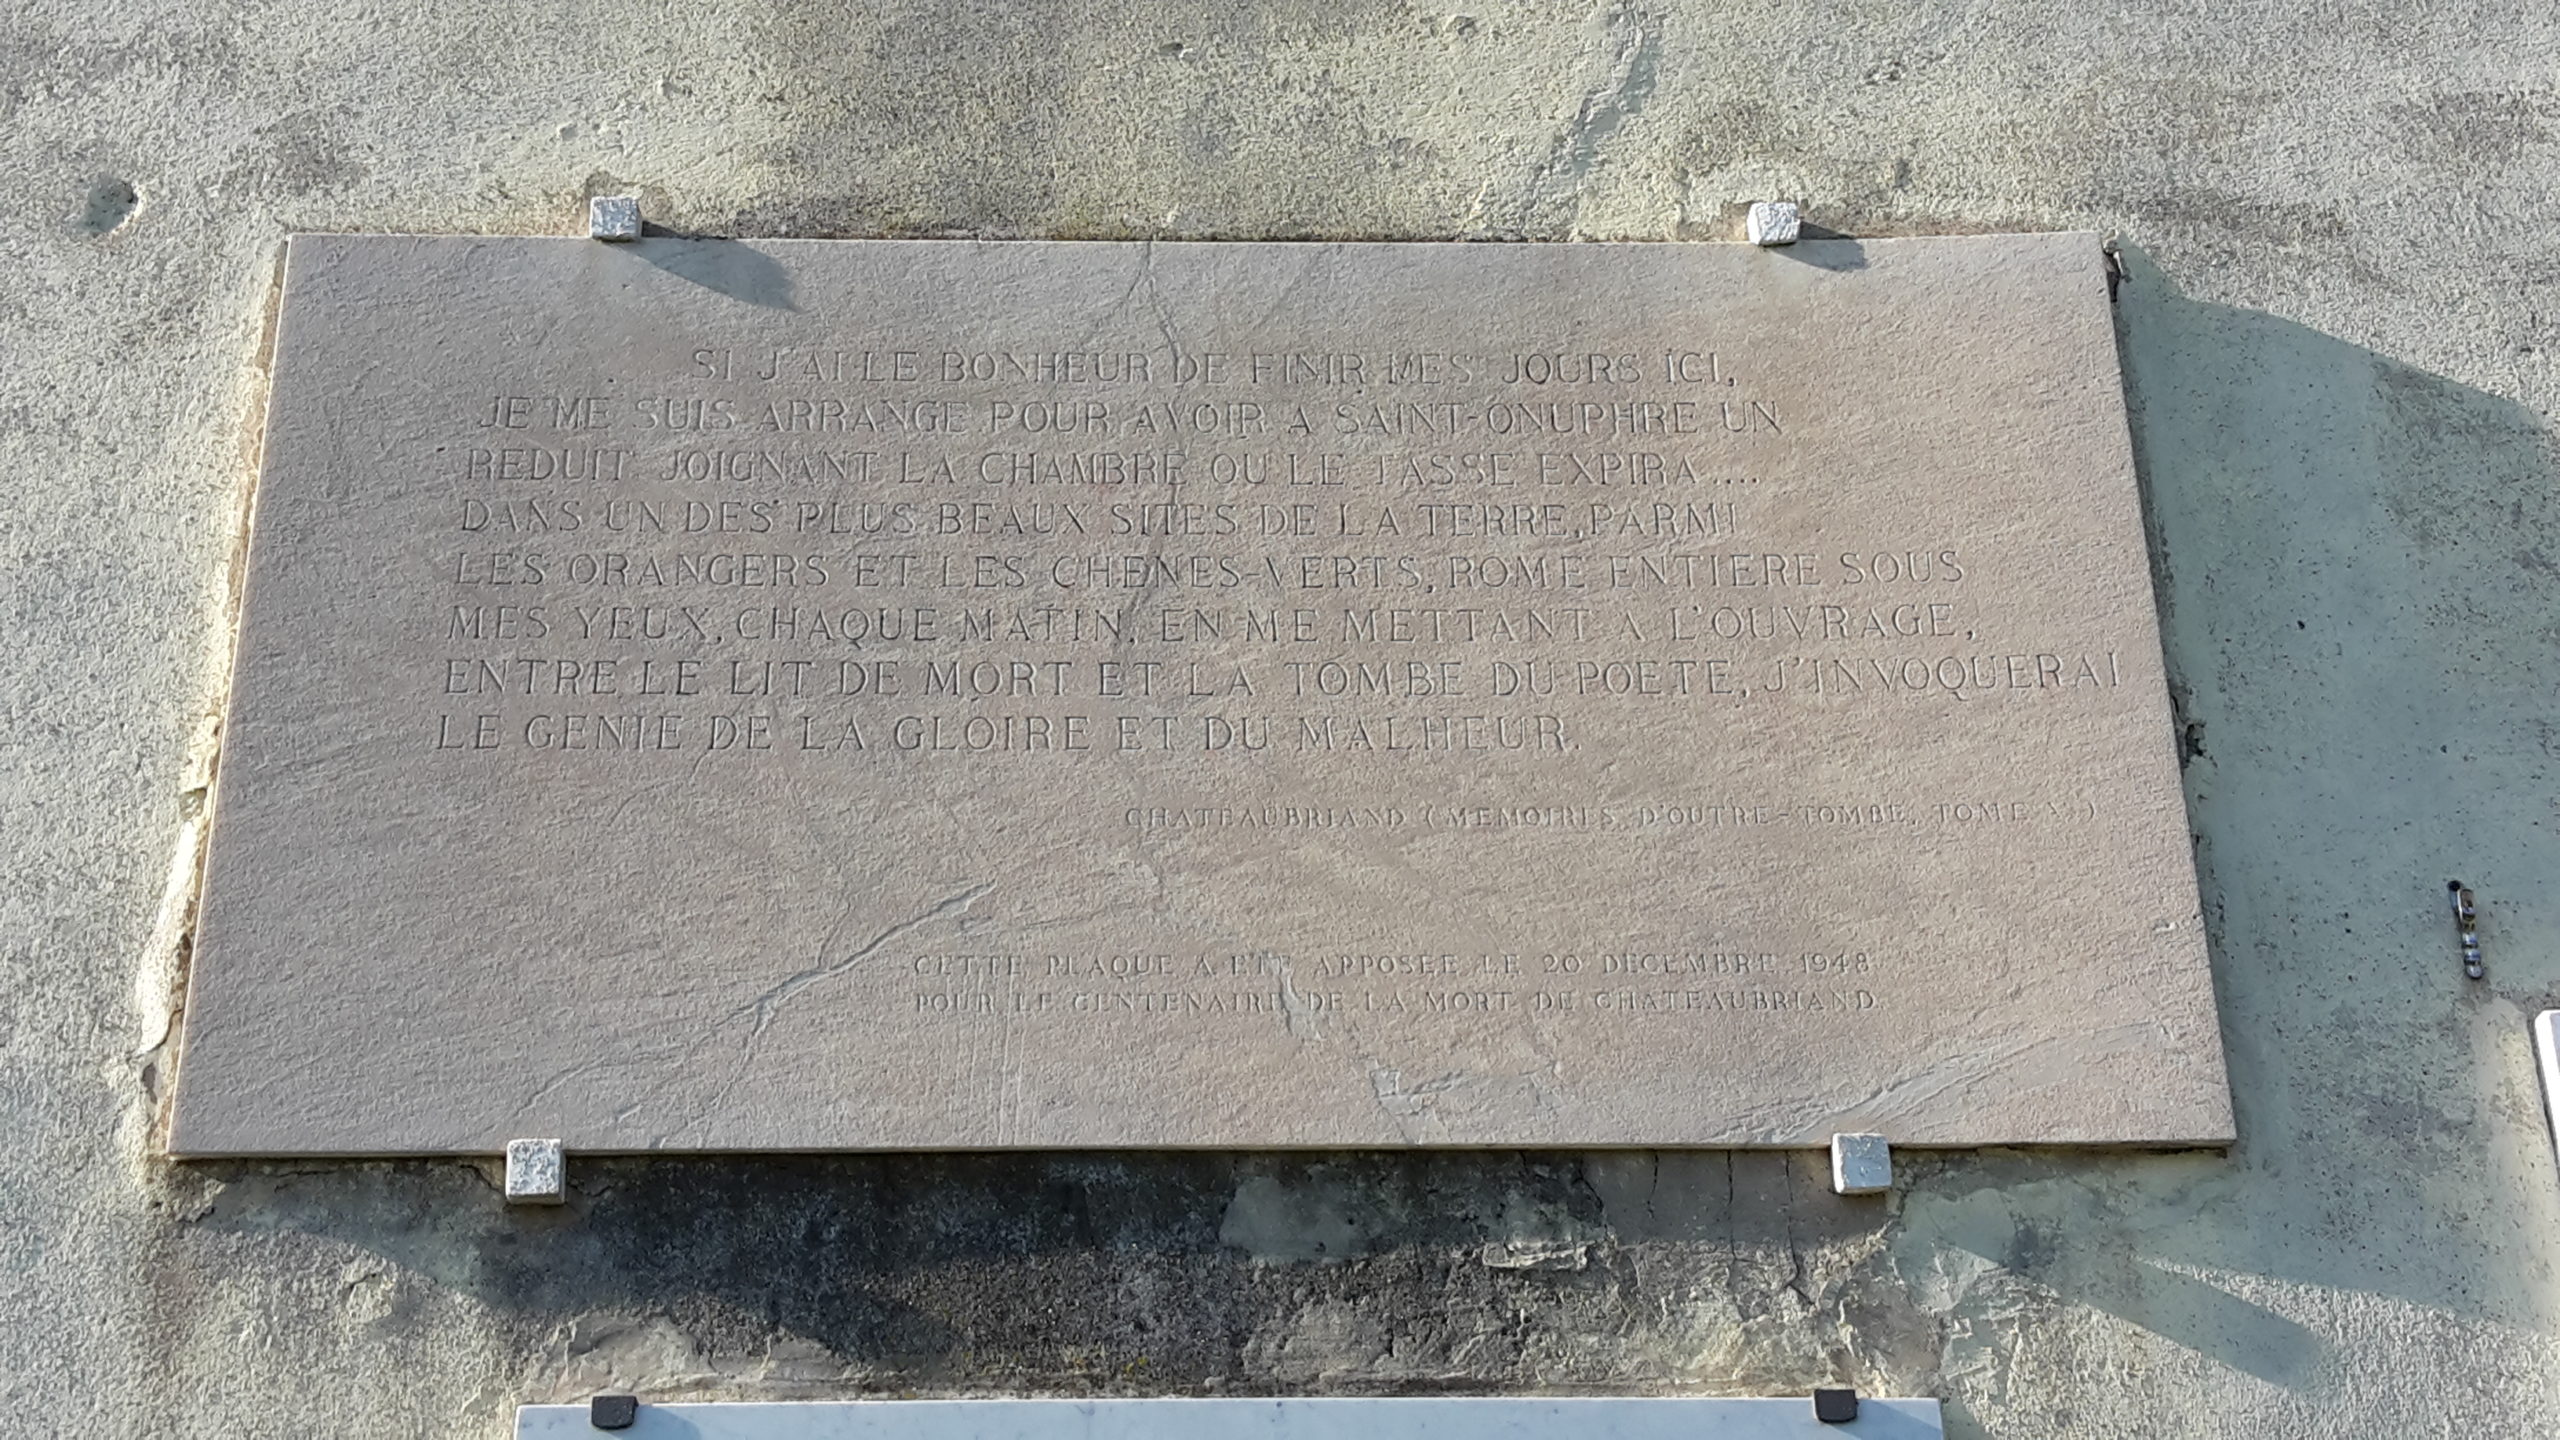 SI J'AI LE BONHEUR DE FINIR MES JOURS ICI,
JE ME SUIS ARRANGE POUR AVOIR A SAINT-ONUPHRE UN
REDUIT JOIGNANT LA CHAMBRE OU LE TASSE EXPIRA....
DANS UN DES PLUS BEAUX SITES DE LA TERRE, PARMI
LES ORANGERS ET LES CHENES-VERTS, ROME ENTIERE SOUS
MES YEUX, CHAQUE MATIN, EN ME METTANT A L'OUVRAGE,
ENTRE LE LIT DE MORT ET LA TOMBE DU POETE, J'INVOQUERAI
LE GENIE DE LA GLOIRE ET DU MALHEUR.
CHATEAUBRIAND (MEMOIRES D'OUTRE-TOMBE, TOME )
CETTE PLAQUE A ETE APPOSEE LE 20 DECEMBRE 1948
POUR LE CENTENAIRE DE LA MORT DE CHATEAUBRIAND